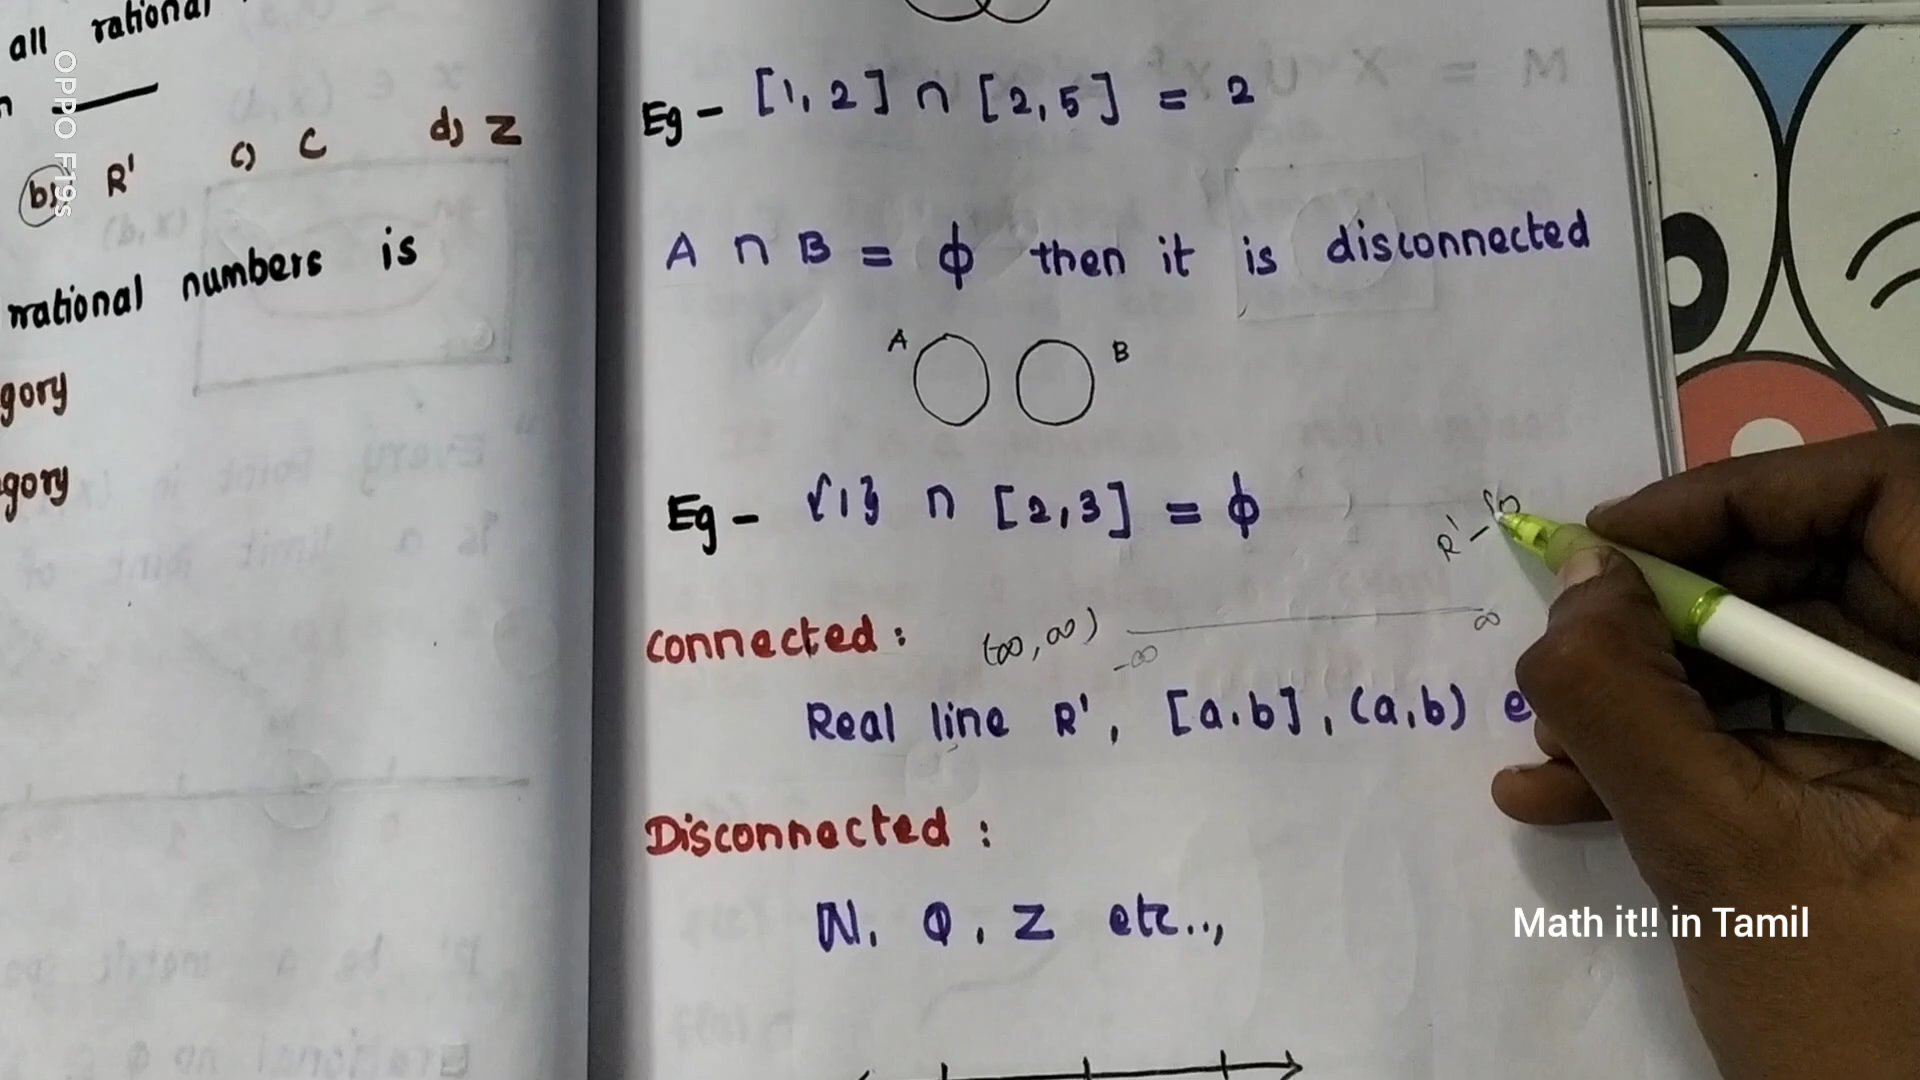 all rational
b) R' c) C d) Z
rrational numbers is
gory
gory
OPPO F19s
Eg - [1, 2] ∩ [2, 5] = 2
A ∩ B = ϕ then it is disconnected
A B
Eg - {1} ∩ [2, 3] = ϕ
R' -
connected : (-∞, ∞) -∞ ∞
Real line R', [a.b], (a,b) e
Disconnected :
N, Q, Z etc..,
Math it!! in Tamil